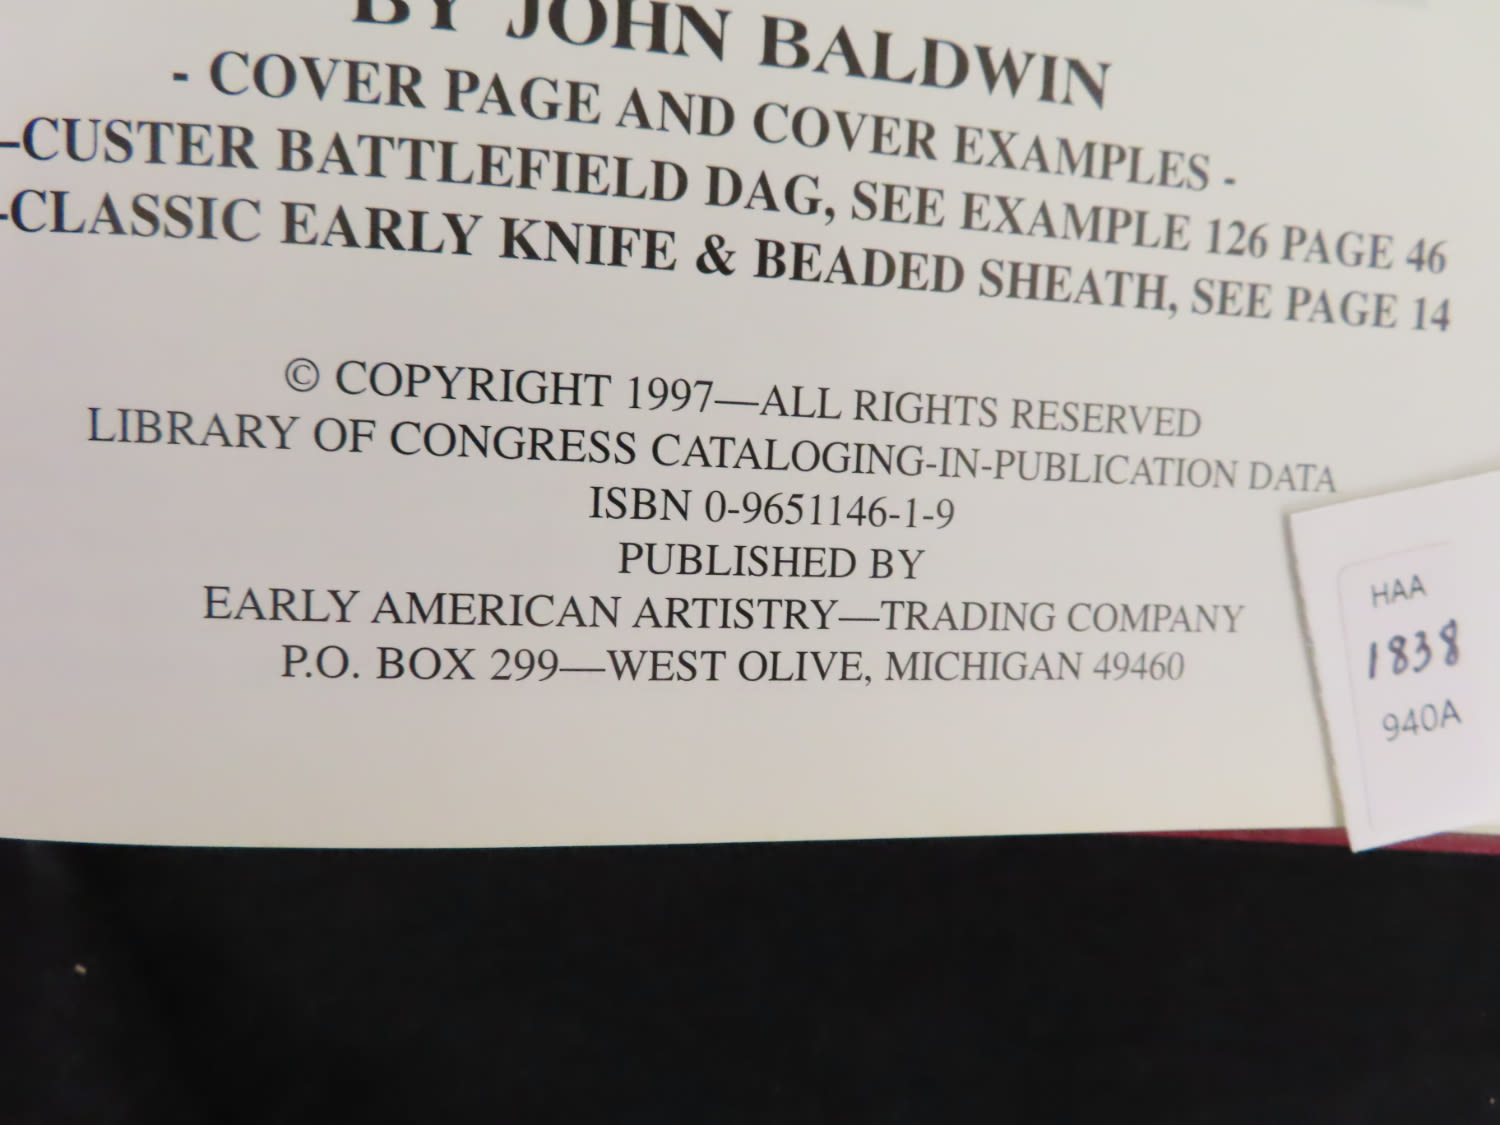 BY JOHN BALDWIN
- COVER PAGE AND COVER EXAMPLES -
-CUSTER BATTLEFIELD DAG, SEE EXAMPLE 126 PAGE 46
-CLASSIC EARLY KNIFE & BEADED SHEATH, SEE PAGE 14
© COPYRIGHT 1997—ALL RIGHTS RESERVED
LIBRARY OF CONGRESS CATALOGING-IN-PUBLICATION DATA
ISBN 0-9651146-1-9
PUBLISHED BY
EARLY AMERICAN ARTISTRY—TRADING COMPANY
P.O. BOX 299—WEST OLIVE, MICHIGAN 49460
HAA
1838
940A